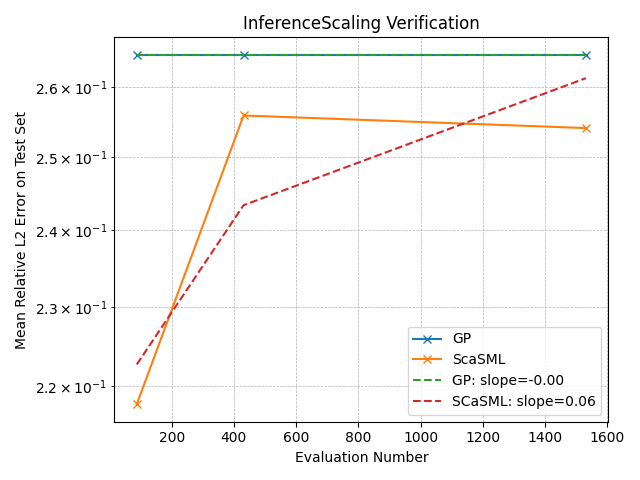 InferenceScaling Verification
Mean Relative L2 Error on Test Set
2.6 × 10⁻¹
2.5 × 10⁻¹
2.4 × 10⁻¹
2.3 × 10⁻¹
2.2 × 10⁻¹
GP
ScaSML
GP: slope=-0.00
SCaSML: slope=0.06
200 400 600 800 1000 1200 1400 1600
Evaluation Number